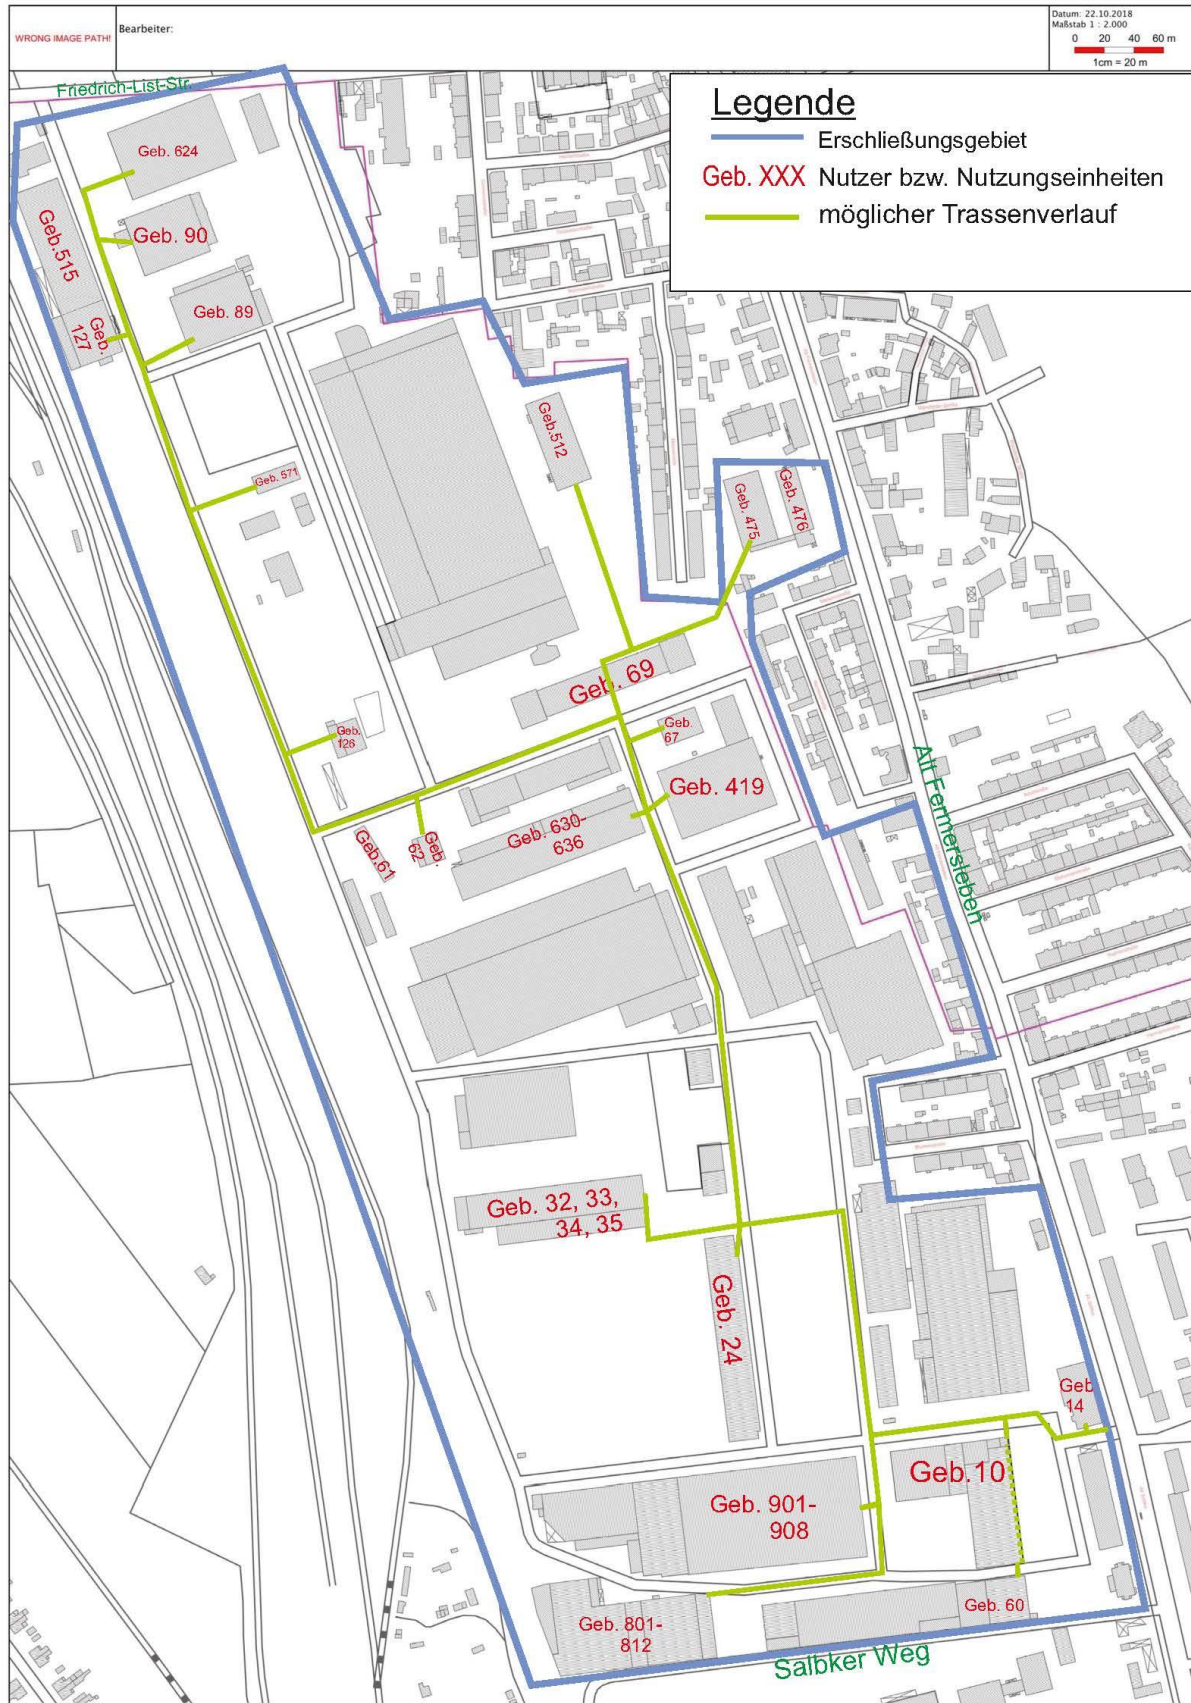 WRONG IMAGE PATH!
Bearbeiter:
Datum: 22.10.2018
Maßstab 1 : 2.000
0 20 40 60 m
1cm = 20 m
Legende
Erschließungsgebiet
Geb. XXX Nutzer bzw. Nutzungseinheiten
möglicher Trassenverlauf
Friedrich-List-Str.
Geb. 624
Geb. 90
Geb.515
Geb. 89
Geb.
127
Geb.512
Geb. 571
Geb. 475
Geb. 476
Geb. 69
Geb.
67
Geb.
126
Geb. 419
Geb. 630-
636
Geb.61
Geb.
62
Alt Fermersleben
Geb. 32, 33,
34, 35
Geb. 24
Geb
14
Geb.10
Geb. 901-
908
Geb. 801-
812
Geb. 60
Salbker Weg